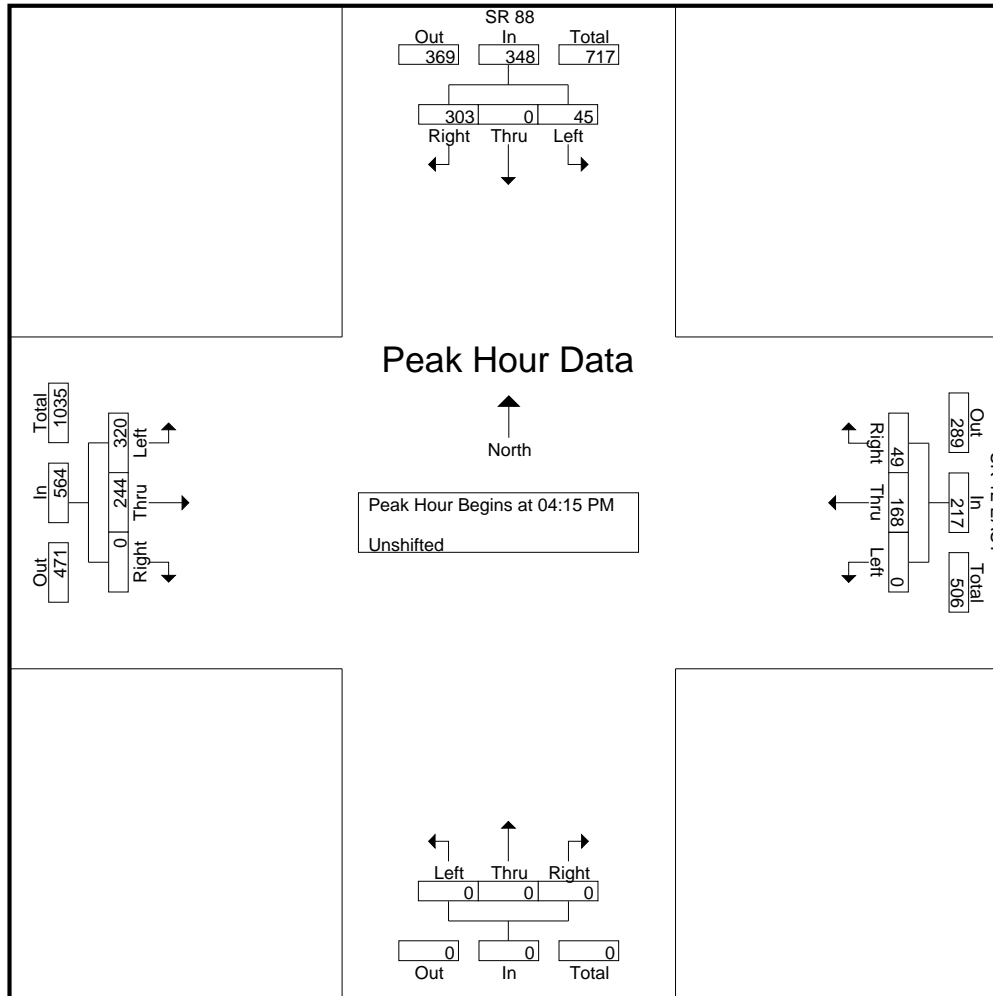 SR 88
Out In Total
369 348 717
303 0 45
Right Thru Left
Peak Hour Data
North
Peak Hour Begins at 04:15 PM
Unshifted
Total In Out
1035 564 471
320 244 0
Left Thru Right
Out In Total
289 217 506
49 168 0
Right Thru Left
Left Thru Right
0 0 0
0 0 0
Out In Total